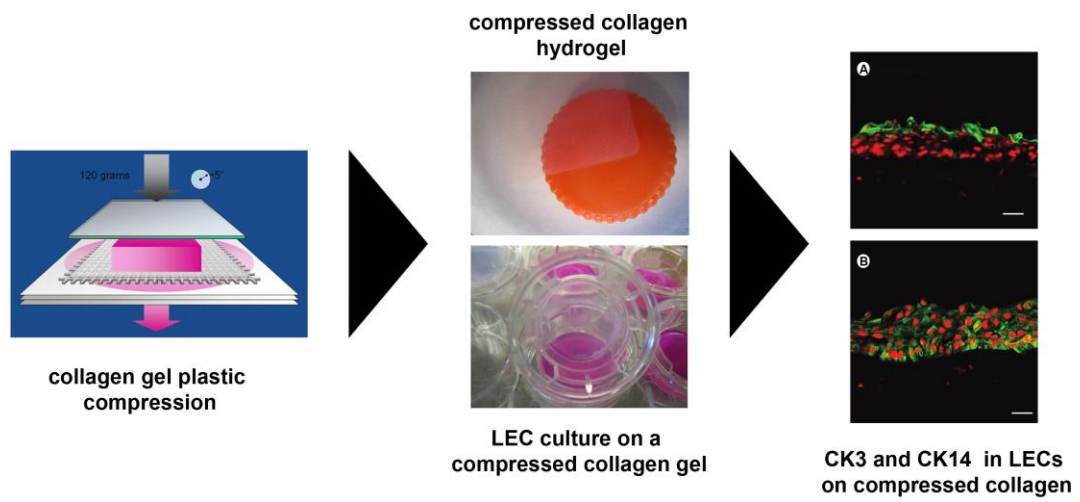 120 grams
+5°
collagen gel plastic
compression
compressed collagen
hydrogel
LEC culture on a
compressed collagen gel
A
B
CK3 and CK14 in LECs
on compressed collagen